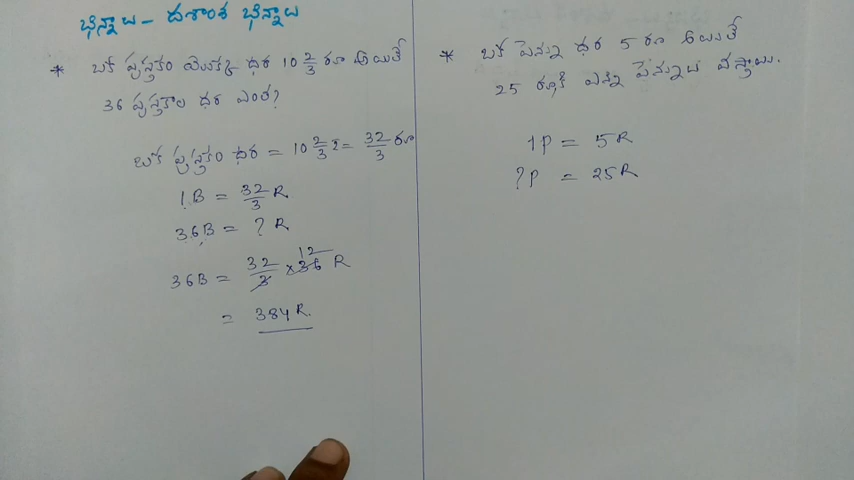 భిన్నాలు - దశాంశ భిన్నాలు
* ఒక పుస్తకం యొక్క ధర 10 2/3 రూ అయితే
36 పుస్తకాల ధర ఎంత?
ఒక పుస్తకం ధర = 10 2/3 = 32/3 రూ
1B = 32/3 R
36B = ? R
36B = 32/3 × 36 12 R
= 384 R.
* ఒక పెన్ను ధర 5 రూ అయితే
25 రూకి ఎన్ని పెన్నులు వస్తాయి.
1P = 5R
?P = 25R